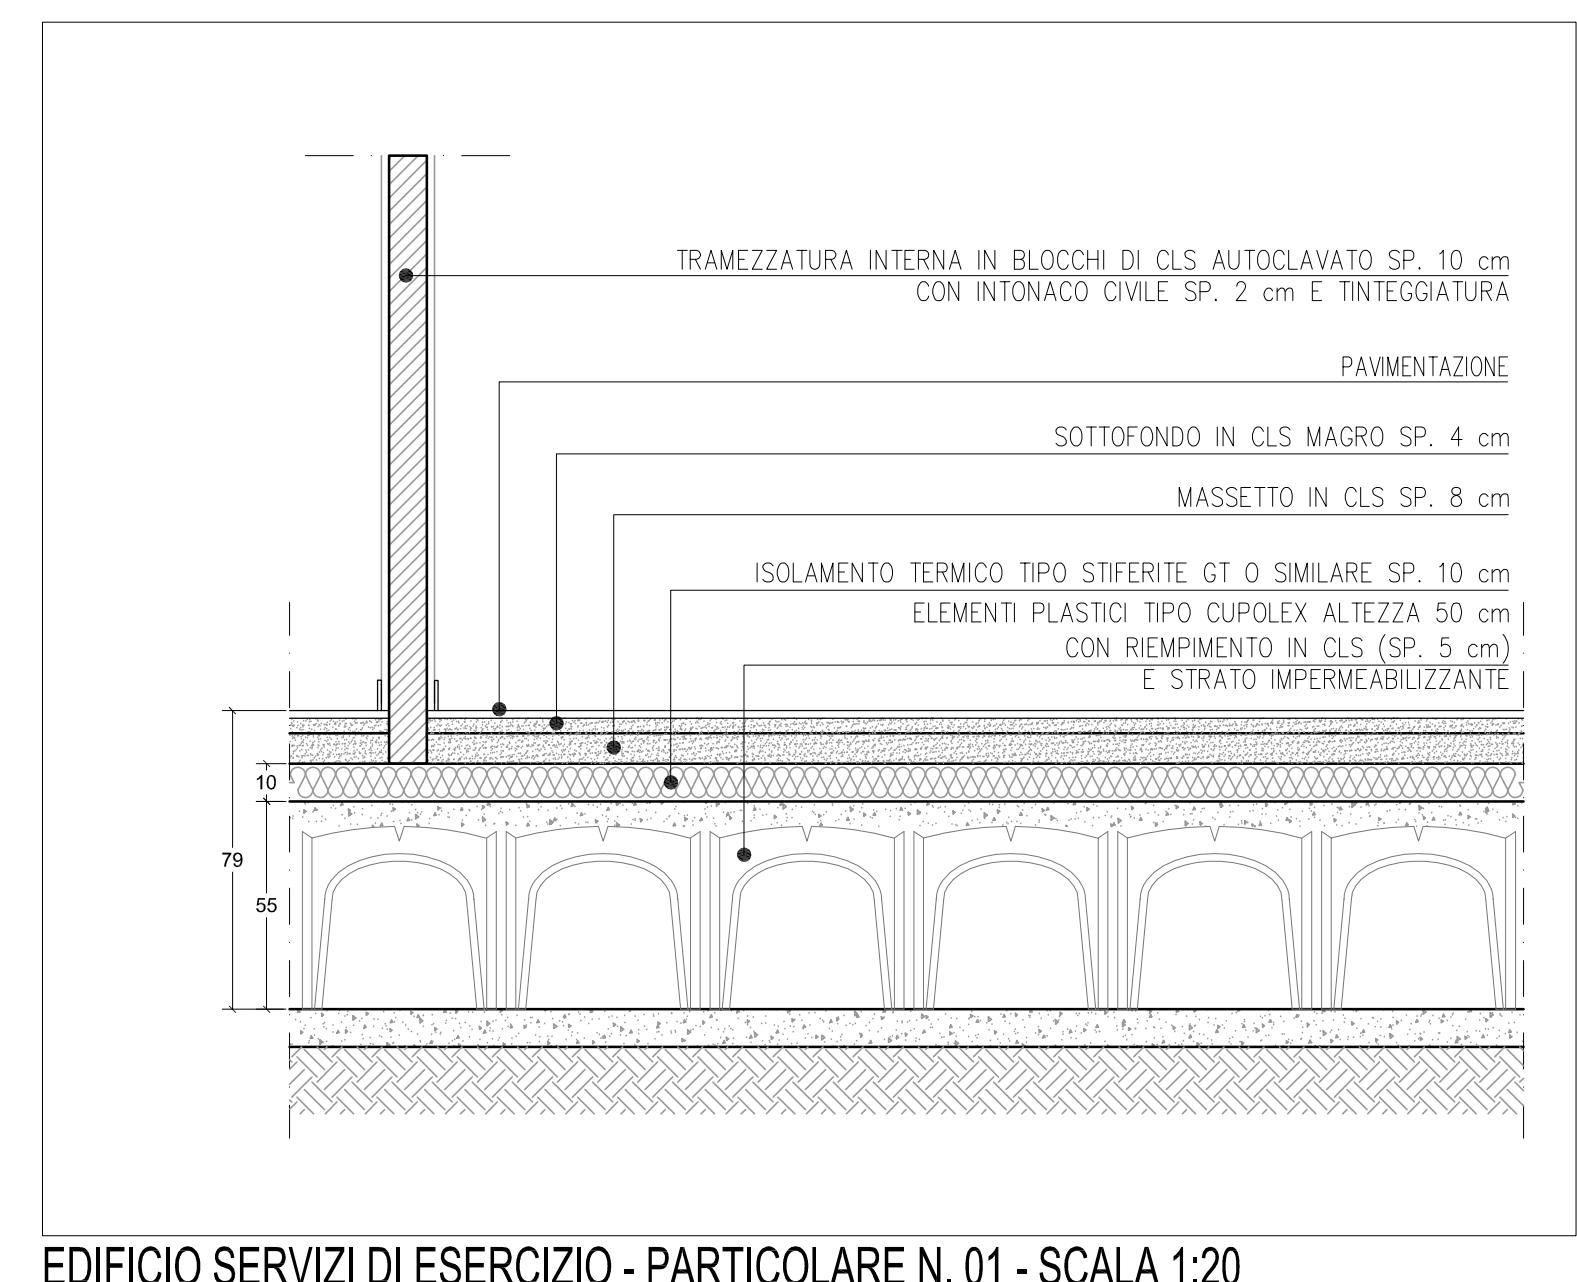 TRAMEZZATURA INTERNA IN BLOCCHI DI CLS AUTOCLAVATO SP. 10 cm
CON INTONACO CIVILE SP. 2 cm E TINTEGGIATURA
PAVIMENTAZIONE
SOTTOFONDO IN CLS MAGRO SP. 4 cm
MASSETTO IN CLS SP. 8 cm
ISOLAMENTO TERMICO TIPO STIFERITE GT O SIMILARE SP. 10 cm
ELEMENTI PLASTICI TIPO CUPOLEX ALTEZZA 50 cm
CON RIEMPIMENTO IN CLS (SP. 5 cm)
E STRATO IMPERMEABILIZZANTE
10
79
55
EDIFICIO SERVIZI DI ESERCIZIO - PARTICOLARE N. 01 - SCALA 1:20